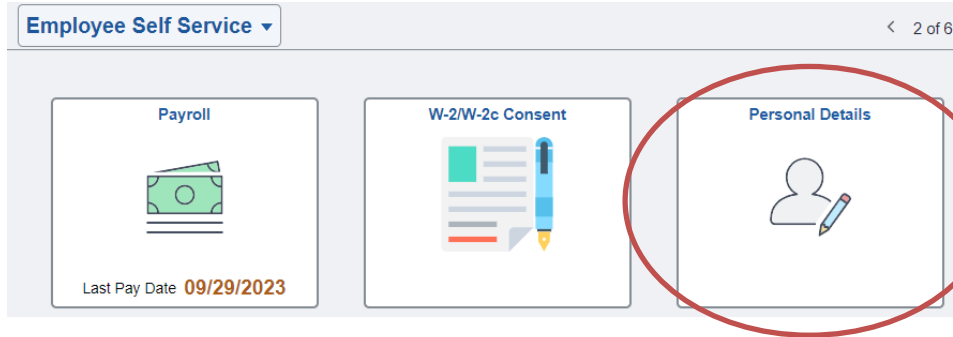 Employee Self Service
2 of 6
Payroll
W-2/W-2c Consent
Personal Details
Last Pay Date 09/29/2023